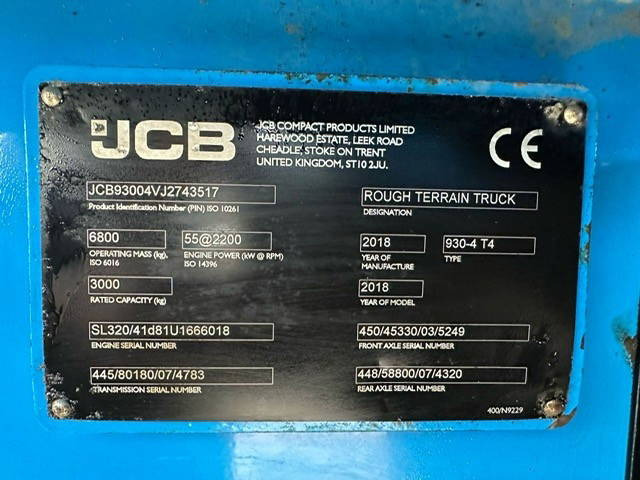 JCB
JCB COMPACT PRODUCTS LIMITED
HAREWOOD ESTATE, LEEK ROAD
CHEADLE, STOKE ON TRENT
UNITED KINGDOM, ST10 2JU.
CE
JCB93004VJ2743517
Product Identification Number (PIN) ISO 10261
ROUGH TERRAIN TRUCK
DESIGNATION
6800
OPERATING MASS (kg).
ISO 6016
55@2200
ENGINE POWER (kW @ RPM)
ISO 14396
2018
YEAR OF
MANUFACTURE
930-4 T4
TYPE
3000
RATED CAPACITY (kg)
2018
YEAR OF MODEL
SL320/41d81U1666018
ENGINE SERIAL NUMBER
450/45330/03/5249
FRONT AXLE SERIAL NUMBER
445/80180/07/4783
TRANSMISSION SERIAL NUMBER
448/58800/07/4320
REAR AXLE SERIAL NUMBER
400/N9229